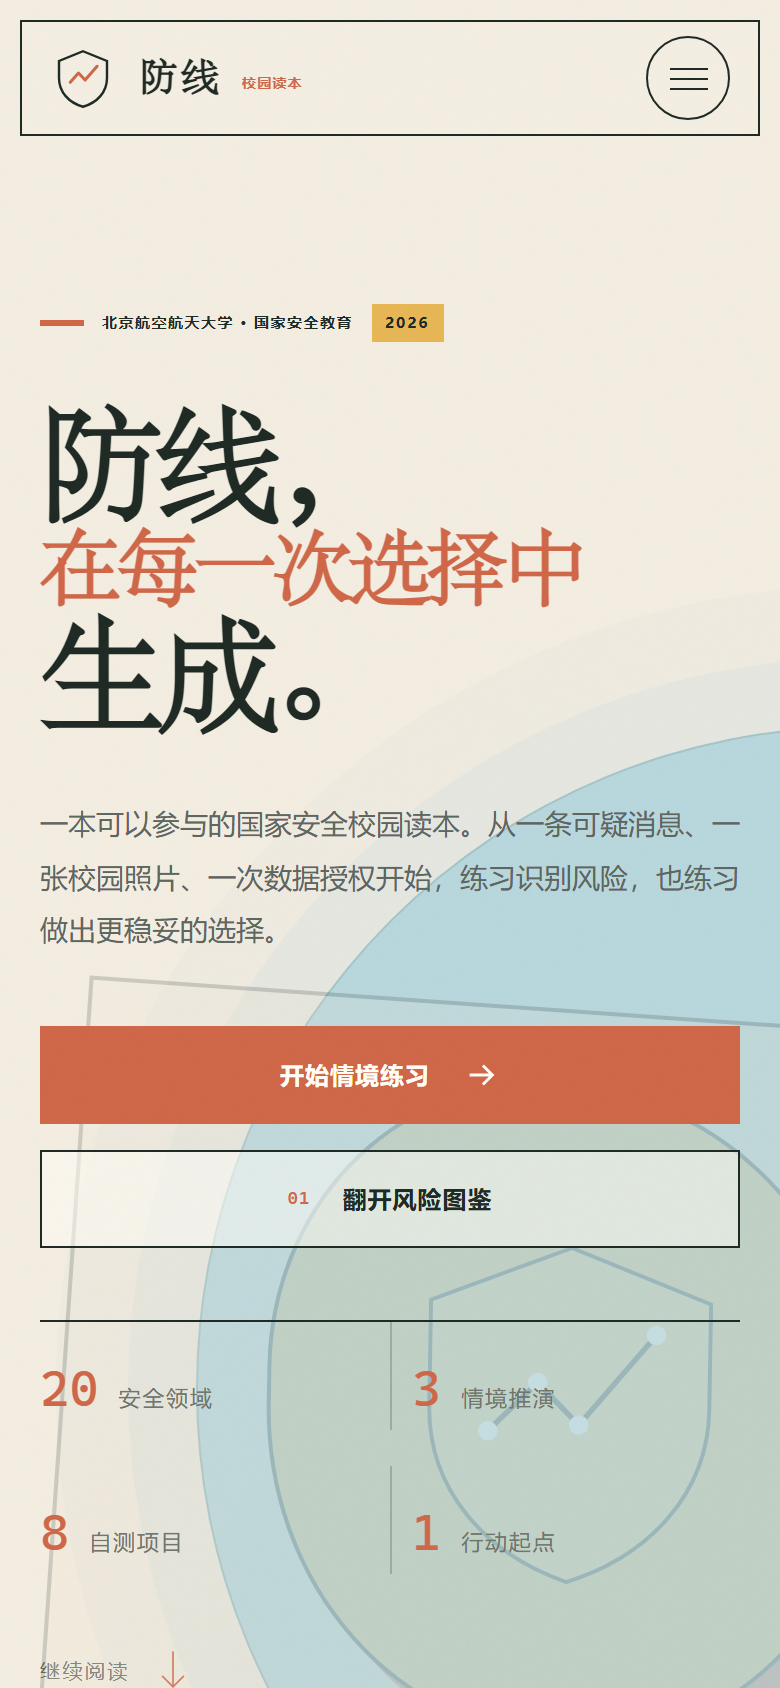 防线 校园读本
北京航空航天大学・国家安全教育 2026
防线，
在每一次选择中
生成。
一本可以参与的国家安全校园读本。从一条可疑消息、一
张校园照片、一次数据授权开始，练习识别风险，也练习
做出更稳妥的选择。
开始情境练习 →
01 翻开风险图鉴
20 安全领域 3 情境推演
8 自测项目 1 行动起点
继续阅读 ↓